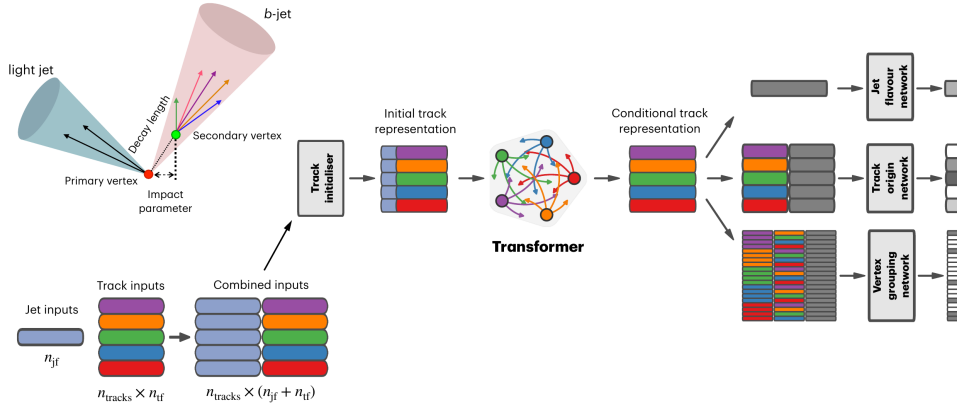 b-jet
light jet
Decay length
Secondary vertex
Primary vertex
Impact
parameter
Jet inputs
n_jf
Track inputs
n_tracks × n_tf
Combined inputs
n_tracks × (n_jf + n_tf)
Track
initialiser
Initial track
representation
Transformer
Conditional track
representation
Jet
flavour
network
Track
origin
network
Vertex
grouping
network